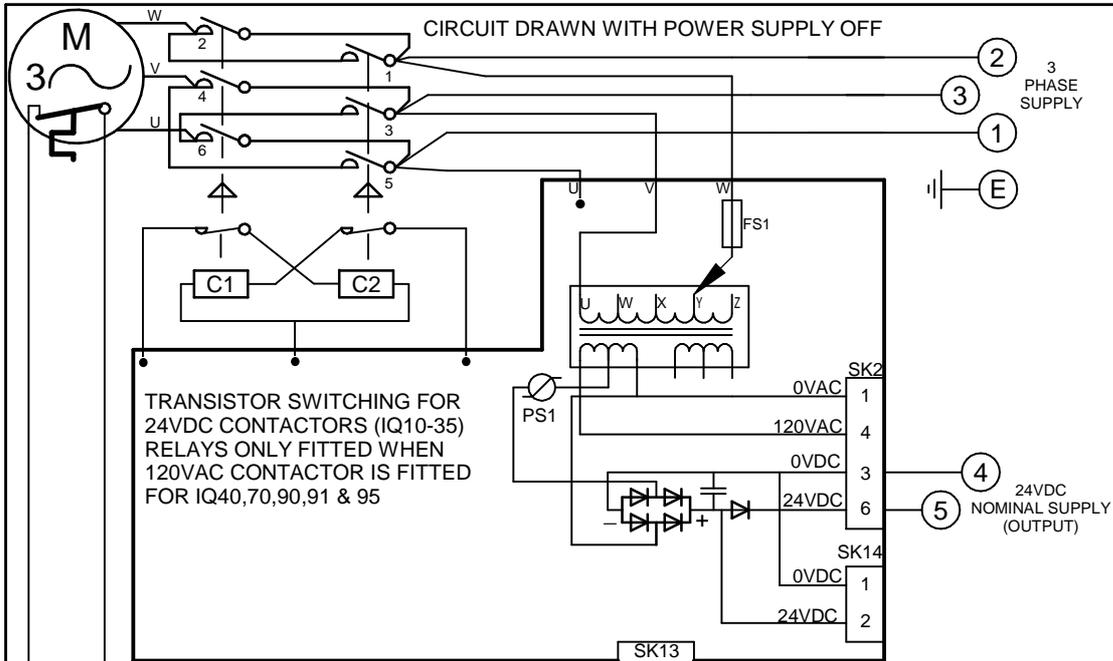 CIRCUIT DRAWN WITH POWER SUPPLY OFF
W
M
3
V
U
2
1
4
3
6
5
2
3
1
E
3
PHASE
SUPPLY
C1
C2
U
V
W
FS1
U
W
X
Y
Z
PS1
TRANSISTOR SWITCHING FOR
24VDC CONTACTORS (IQ10-35)
RELAYS ONLY FITTED WHEN
120VAC CONTACTOR IS FITTED
FOR IQ40,70,90,91 & 95
SK2
0VAC
1
120VAC
4
0VDC
3
24VDC
6
– +
4
5
24VDC
NOMINAL SUPPLY
(OUTPUT)
SK14
0VDC
1
24VDC
2
SK13